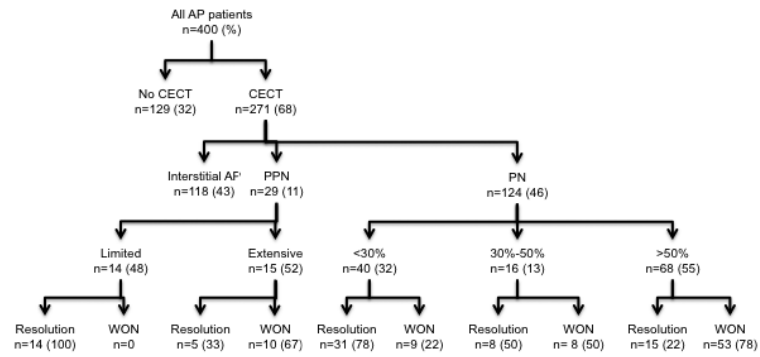 All AP patients
n=400 (%)
No CECT
n=129 (32)
CECT
n=271 (68)
Interstitial AP
n=118 (43)
PPN
n=29 (11)
PN
n=124 (46)
Limited
n=14 (48)
Extensive
n=15 (52)
<30%
n=40 (32)
30%-50%
n=16 (13)
>50%
n=68 (55)
Resolution
n=14 (100)
WON
n=0
Resolution
n=5 (33)
WON
n=10 (67)
Resolution
n=31 (78)
WON
n=9 (22)
Resolution
n=8 (50)
WON
n= 8 (50)
Resolution
n=15 (22)
WON
n=53 (78)